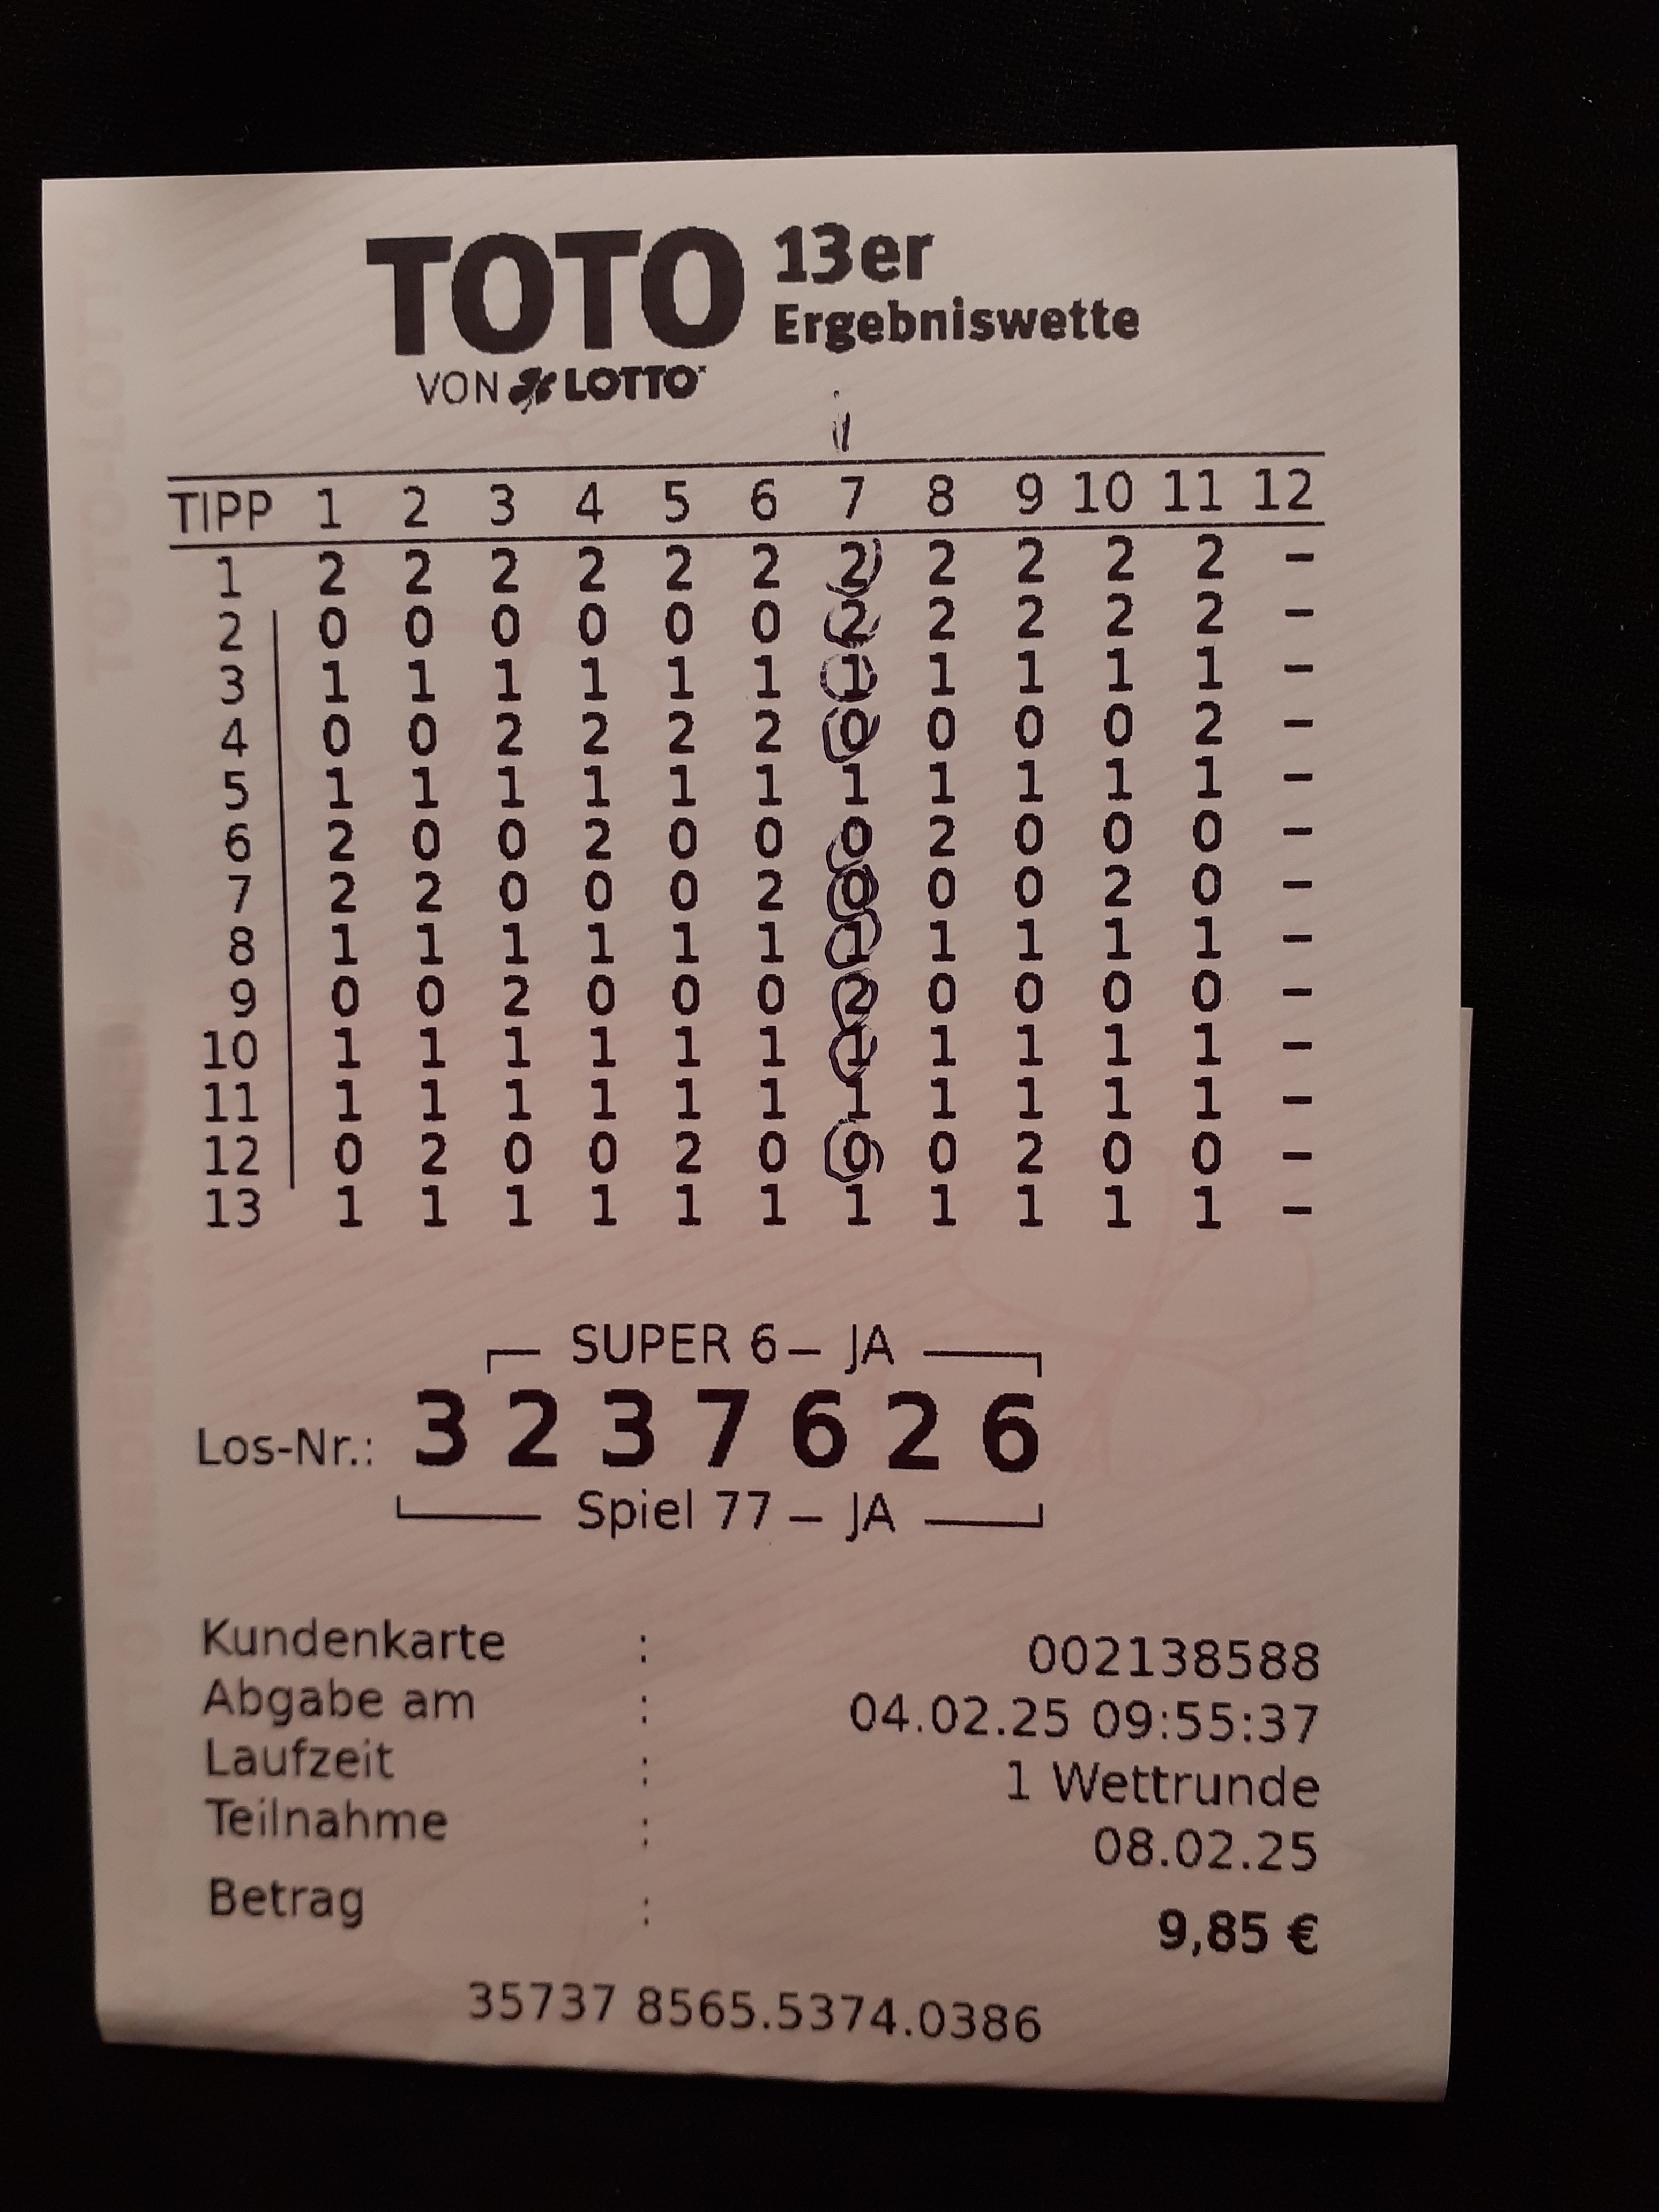 TOTO 13er
Ergebniswette
VON LOTTO
TIPP 1 2 3 4 5 6 7 8 9 10 11 12
1 2 2 2 2 2 2 2 2 2 2 2 –
2 0 0 0 0 0 0 2 2 2 2 2 –
3 1 1 1 1 1 1 1 1 1 1 1 –
4 0 0 2 2 2 2 0 0 0 0 2 –
5 1 1 1 1 1 1 1 1 1 1 1 –
6 2 0 0 2 0 0 0 2 0 0 0 –
7 2 2 0 0 0 2 0 0 0 2 0 –
8 1 1 1 1 1 1 1 1 1 1 1 –
9 0 0 2 0 0 0 2 0 0 0 0 –
10 1 1 1 1 1 1 1 1 1 1 1 –
11 1 1 1 1 1 1 1 1 1 1 1 –
12 0 2 0 0 2 0 0 0 2 0 0 –
13 1 1 1 1 1 1 1 1 1 1 1 –
SUPER 6 – JA
Los-Nr.: 3 2 3 7 6 2 6
Spiel 77 – JA
Kundenkarte : 002138588
Abgabe am : 04.02.25 09:55:37
Laufzeit : 1 Wettrunde
Teilnahme : 08.02.25
Betrag : 9,85 €
35737 8565.5374.0386